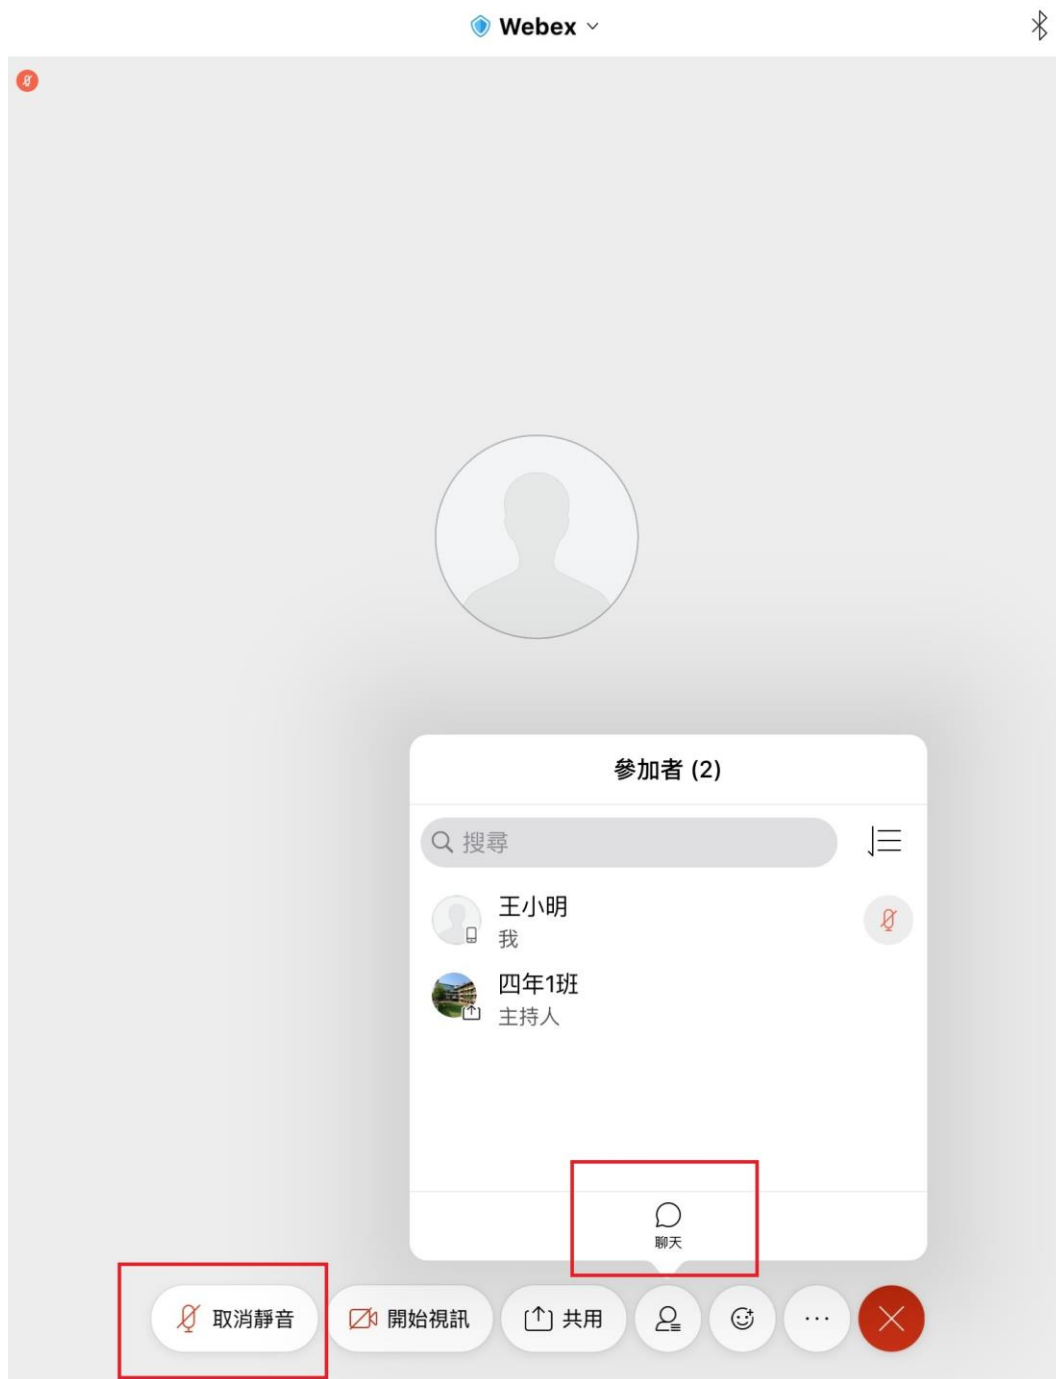 Webex
參加者 (2)
搜尋
王小明
我
四年1班
主持人
聊天
取消靜音
開始視訊
共用